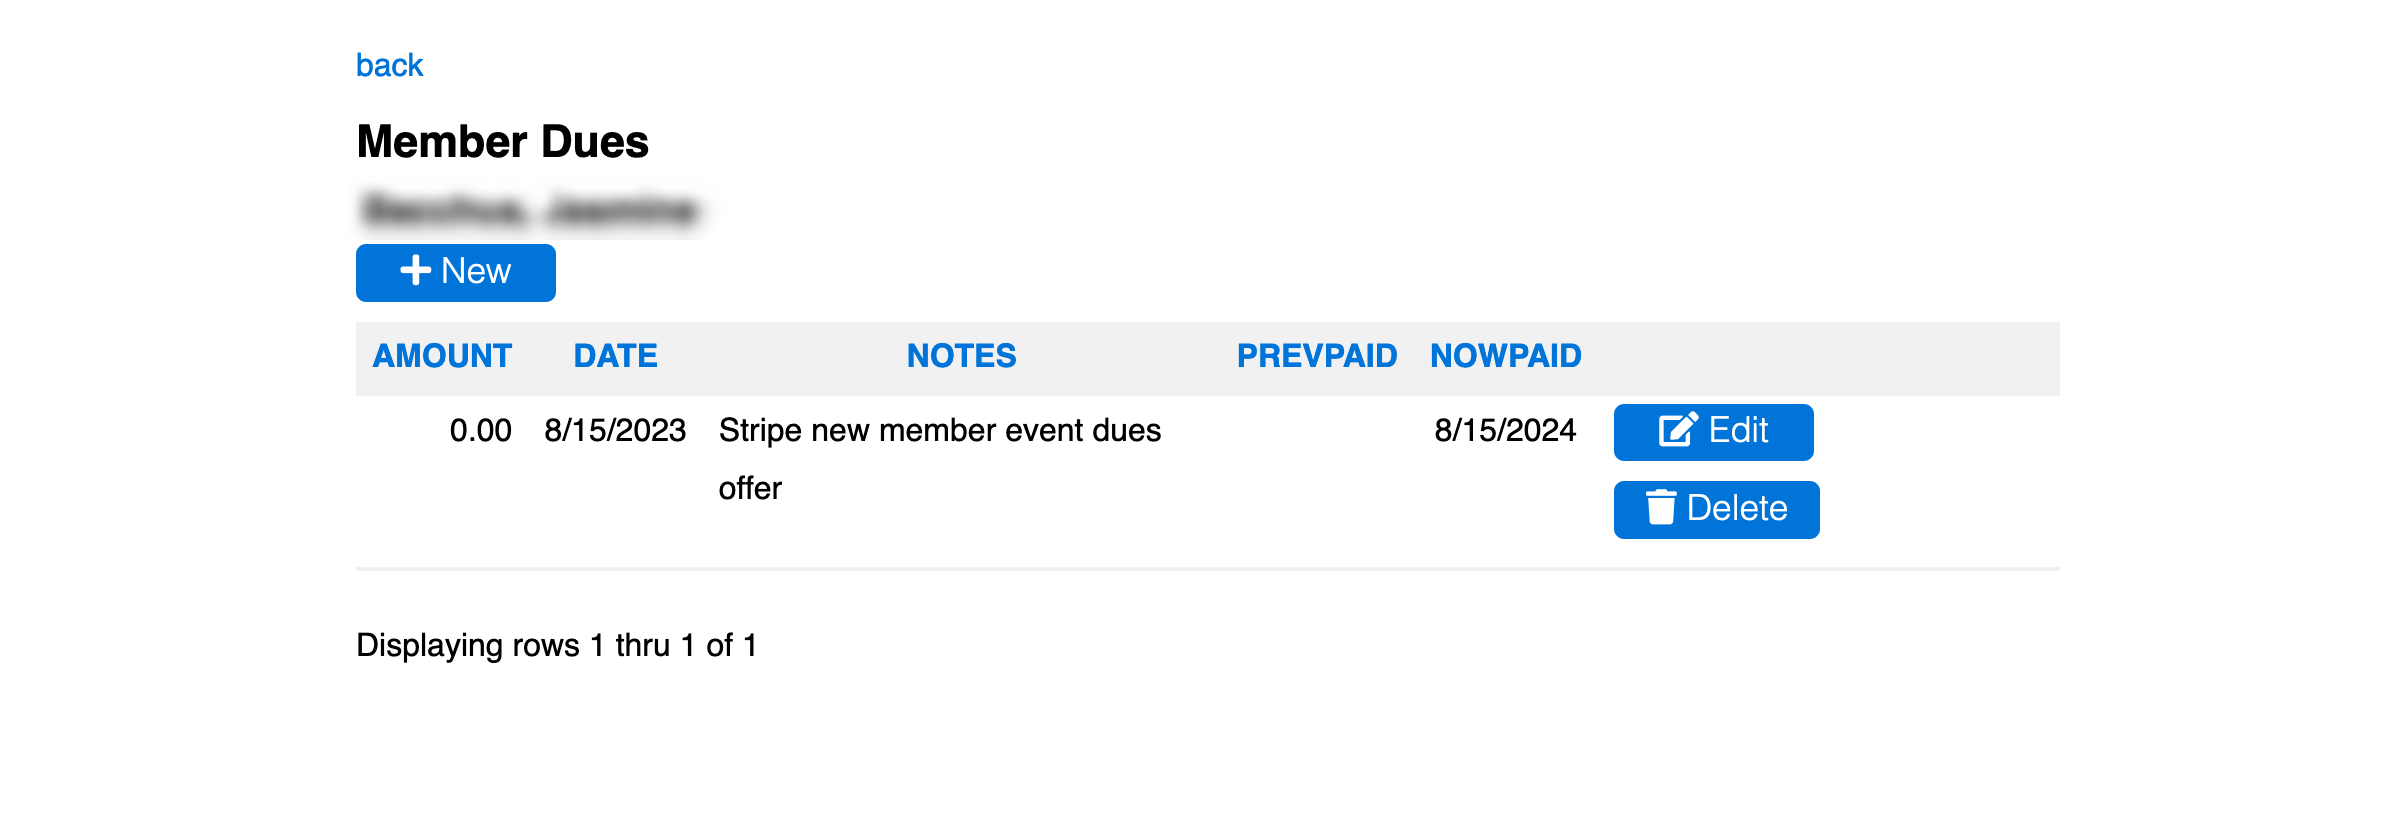 back
Member Dues
New
AMOUNT DATE NOTES PREVPAID NOWPAID
0.00 8/15/2023 Stripe new member event dues 8/15/2024 Edit
offer
Delete
Displaying rows 1 thru 1 of 1